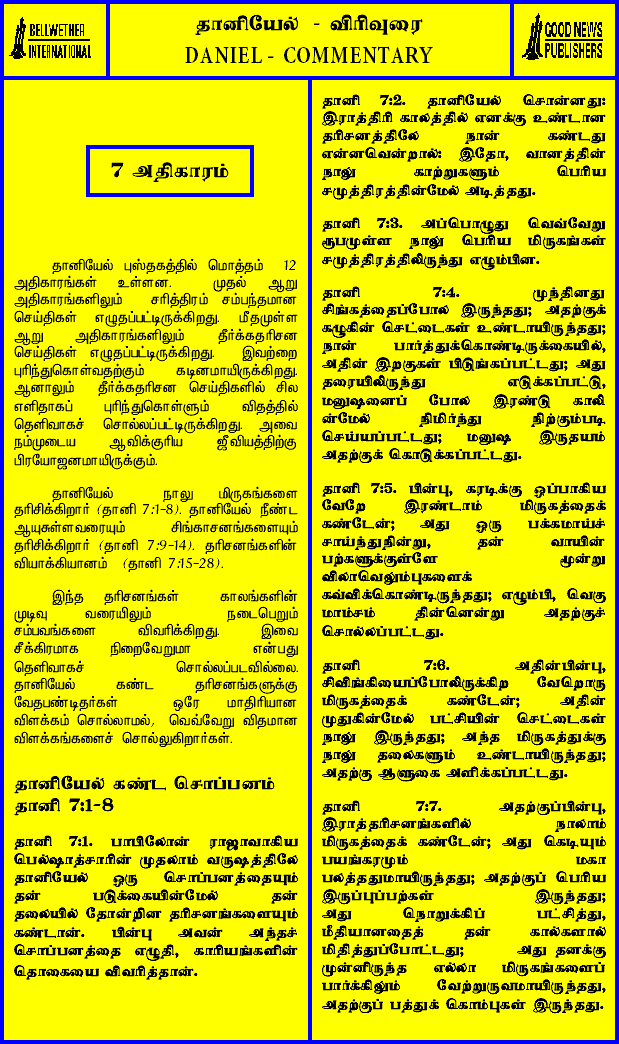 BELLWETHER
INTERNATIONAL
தானியேல் - விரிவுரை
DANIEL - COMMENTARY
GOOD NEWS
PUBLISHERS
7 அதிகாரம்
தானியேல் புஸ்தகத்தில் மொத்தம் 12
அதிகாரங்கள் உள்ளன. முதல் ஆறு
அதிகாரங்களிலும் சரித்திரம் சம்பந்தமான
செய்திகள் எழுதப்பட்டிருக்கிறது. மீதமுள்ள
ஆறு அதிகாரங்களிலும் தீர்க்கதரிசன
செய்திகள் எழுதப்பட்டிருக்கிறது. இவற்றை
புரிந்துகொள்வதற்கும் கடினமாயிருக்கிறது.
ஆனாலும் தீர்க்கதரிசன செய்திகளில் சில
எளிதாகப் புரிந்துகொள்ளும் விதத்தில்
தெளிவாகச் சொல்லப்பட்டிருக்கிறது. அவை
நம்முடைய ஆவிக்குரிய ஜீவியத்திற்கு
பிரயோஜனமாயிருக்கும்.
தானியேல் நாலு மிருகங்களை
தரிசிக்கிறார் (தானி 7:1-8). தானியேல் நீண்ட
ஆயுசுள்ளவரையும் சிங்காசனங்களையும்
தரிசிக்கிறார் (தானி 7:9-14). தரிசனங்களின்
வியாக்கியானம் (தானி 7:15-28).
இந்த தரிசனங்கள் காலங்களின்
முடிவு வரையிலும் நடைபெறும்
சம்பவங்களை விவரிக்கிறது. இவை
சீக்கிரமாக நிறைவேறுமா என்பது
தெளிவாகச் சொல்லப்படவில்லை.
தானியேல் கண்ட தரிசனங்களுக்கு
வேதபண்டிதர்கள் ஒரே மாதிரியான
விளக்கம் சொல்லாமல், வெவ்வேறு விதமான
விளக்கங்களைச் சொல்லுகிறார்கள்.
தானியேல் கண்ட சொப்பனம்
தானி 7:1-8
தானி 7:1. பாபிலோன் ராஜாவாகிய
பெல்ஷாத்சாரின் முதலாம் வருஷத்திலே
தானியேல் ஒரு சொப்பனத்தையும்
தன் படுக்கையின்மேல் தன்
தலையில் தோன்றின தரிசனங்களையும்
கண்டான். பின்பு அவன் அந்தச்
சொப்பனத்தை எழுதி, காரியங்களின்
தொகையை விவரித்தான்.
தானி 7:2. தானியேல் சொன்னது:
இராத்திரி காலத்தில் எனக்கு உண்டான
தரிசனத்திலே நான் கண்டது
என்னவென்றால்: இதோ, வானத்தின்
நாலு காற்றுகளும் பெரிய
சமுத்திரத்தின்மேல் அடித்தது.
தானி 7:3. அப்பொழுது வெவ்வேறு
ரூபமுள்ள நாலு பெரிய மிருகங்கள்
சமுத்திரத்திலிருந்து எழும்பின.
தானி 7:4. முந்தினது
சிங்கத்தைப்போல இருந்தது; அதற்குக்
கழுகின் செட்டைகள் உண்டாயிருந்தது;
நான் பார்த்துக்கொண்டிருக்கையில்,
அதின் இறகுகள் பிடுங்கப்பட்டது; அது
தரையிலிருந்து எடுக்கப்பட்டு,
மனுஷனைப் போல இரண்டு காலி
ன்மேல் நிமிர்ந்து நிற்கும்படி
செய்யப்பட்டது; மனுஷ இருதயம்
அதற்குக் கொடுக்கப்பட்டது.
தானி 7:5. பின்பு, கரடிக்கு ஒப்பாகிய
வேறே இரண்டாம் மிருகத்தைக்
கண்டேன்; அது ஒரு பக்கமாய்ச்
சாய்ந்துநின்று, தன் வாயின்
பற்களுக்குள்ளே மூன்று
விலாவெலும்புகளைக்
கவ்விக்கொண்டிருந்தது; எழும்பி, வெகு
மாம்சம் தின்னென்று அதற்குச்
சொல்லப்பட்டது.
தானி 7:6. அதின்பின்பு,
சிவிங்கியைப்போலிருக்கிற வேறொரு
மிருகத்தைக் கண்டேன்; அதின்
முதுகின்மேல் பட்சியின் செட்டைகள்
நாலு இருந்தது; அந்த மிருகத்துக்கு
நாலு தலைகளும் உண்டாயிருந்தது;
அதற்கு ஆளுகை அளிக்கப்பட்டது.
தானி 7:7. அதற்குப்பின்பு,
இராத்தரிசனங்களில் நாலாம்
மிருகத்தைக் கண்டேன்; அது கெடியும்
பயங்கரமும் மகா
பலத்ததுமாயிருந்தது; அதற்குப் பெரிய
இருப்புப்பற்கள் இருந்தது;
அது நொறுக்கிப் பட்சித்து,
மீதியானதைத் தன் கால்களால்
மிதித்துப்போட்டது; அது தனக்கு
முன்னிருந்த எல்லா மிருகங்களைப்
பார்க்கிலும் வேற்றுருவமாயிருந்தது,
அதற்குப் பத்துக் கொம்புகள் இருந்தது.